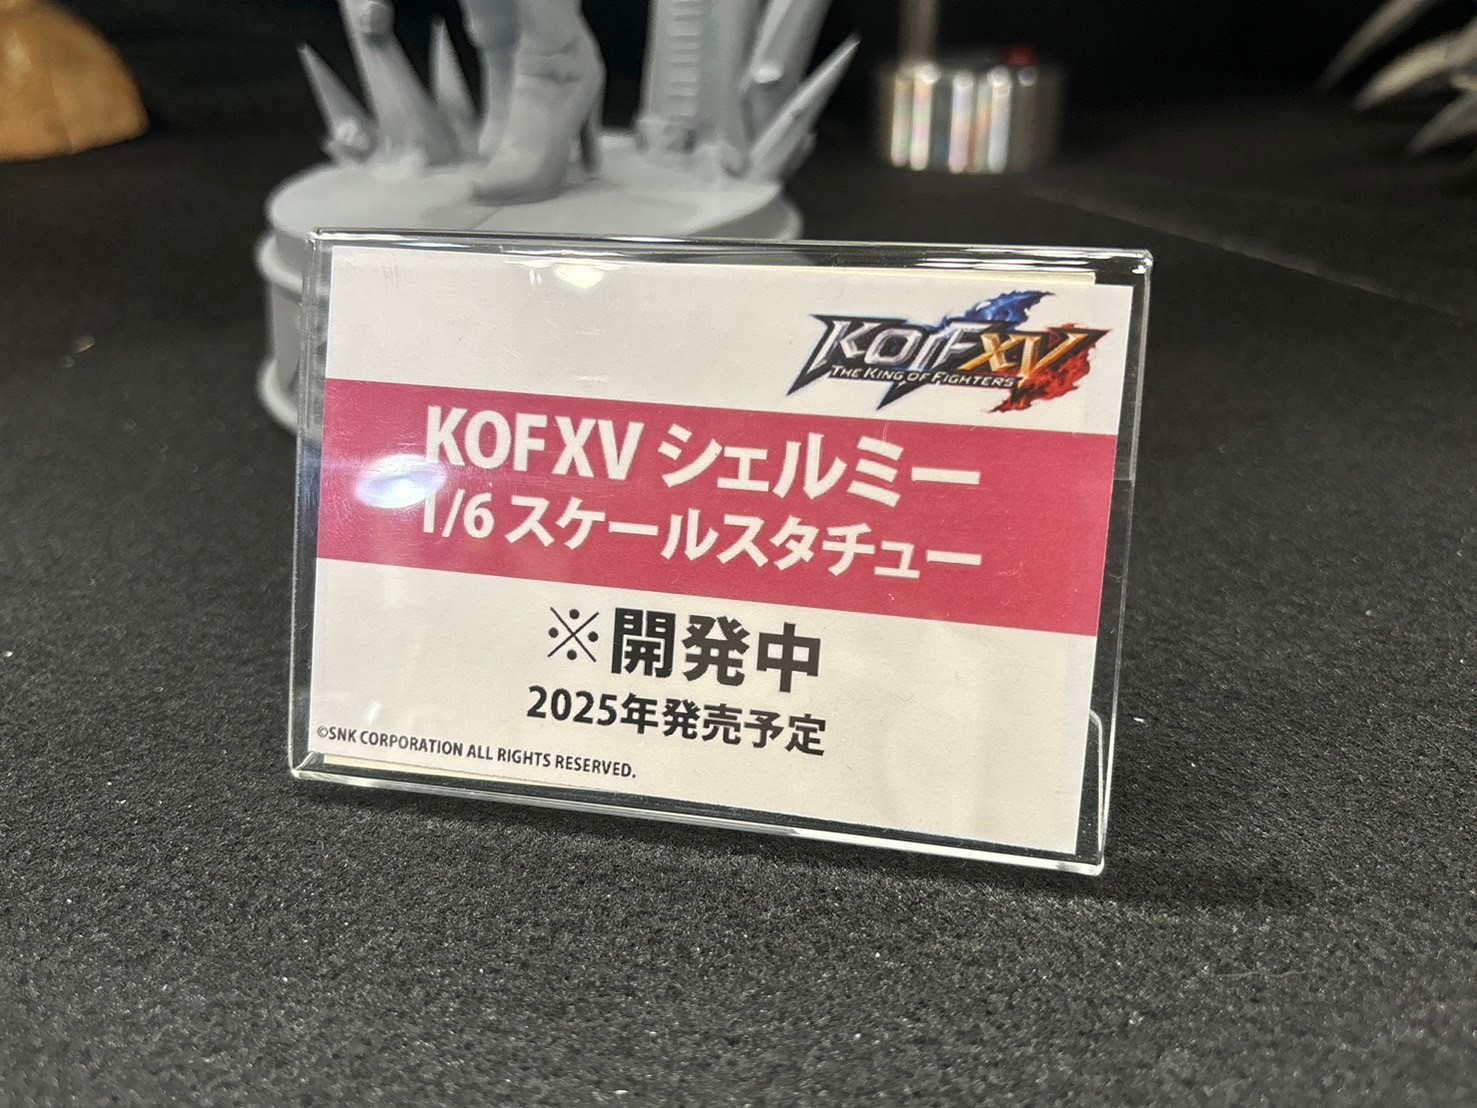 KOF XV
THE KING OF FIGHTERS
KOF XV シェルミー
1/6 スケールスタチュー
※開発中
2025年発売予定
©SNK CORPORATION ALL RIGHTS RESERVED.